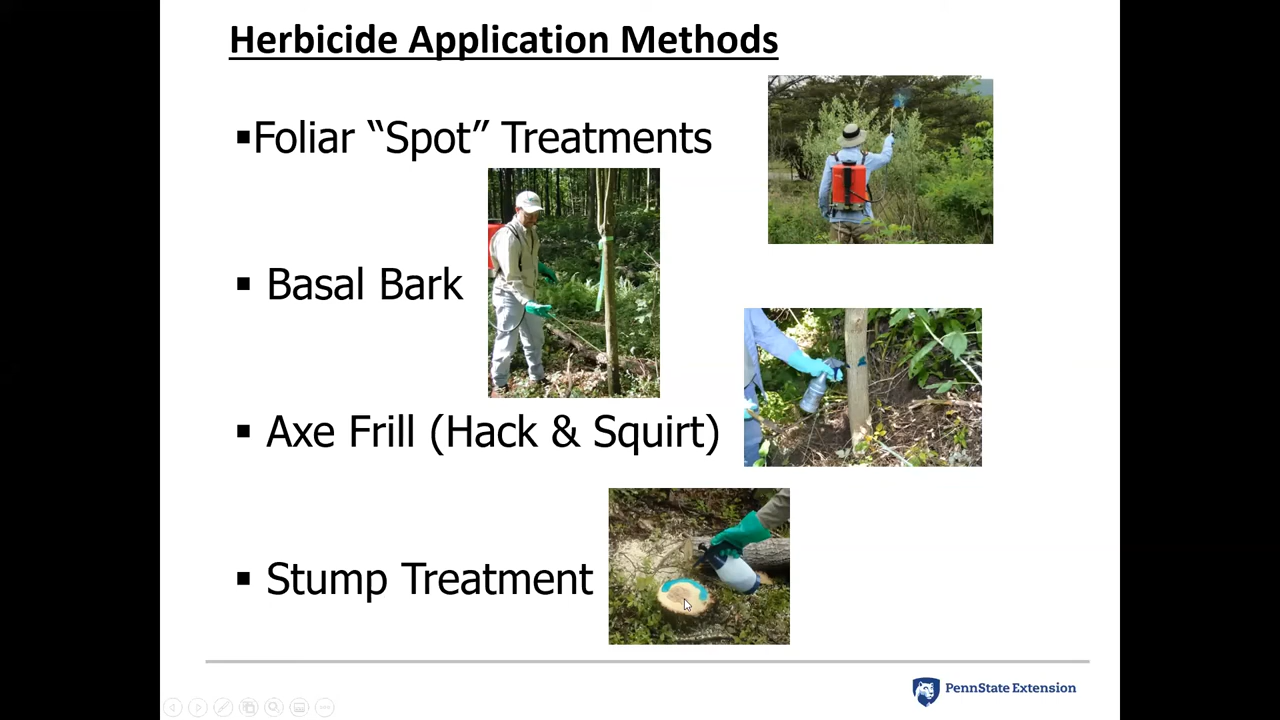 Herbicide Application Methods
▪Foliar “Spot” Treatments
▪ Basal Bark
▪ Axe Frill (Hack & Squirt)
▪ Stump Treatment
PennState Extension